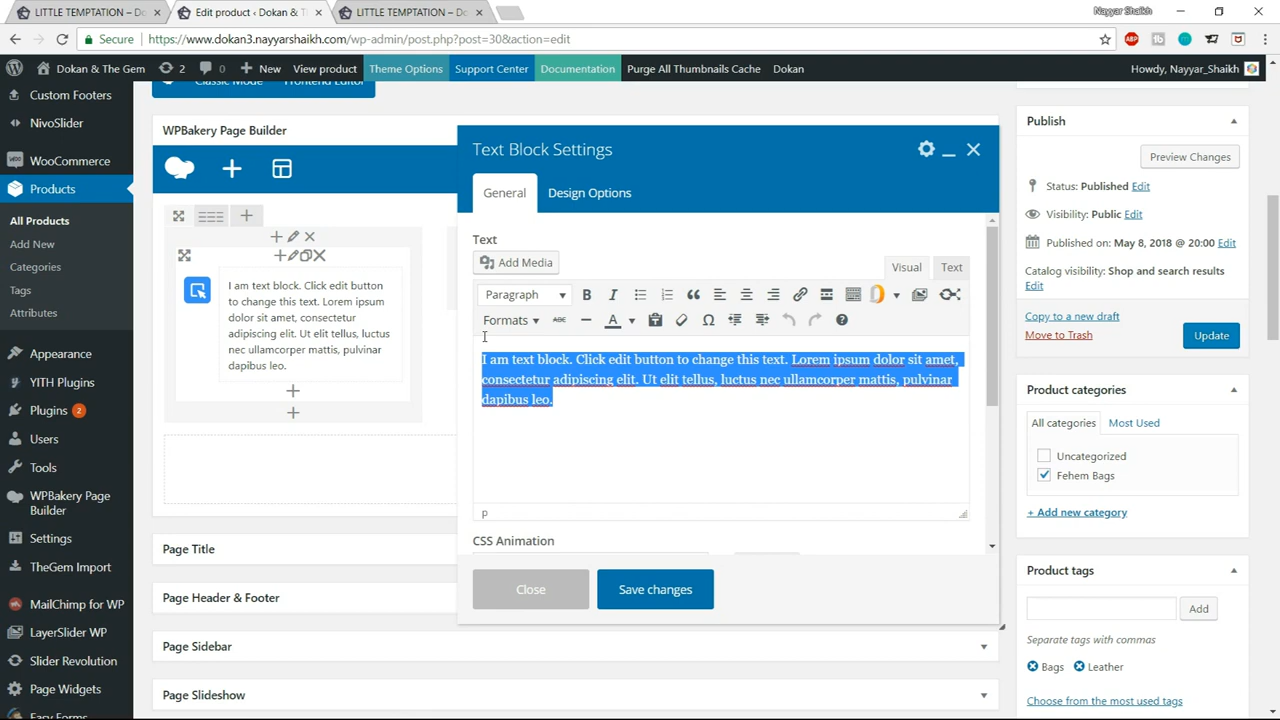 LITTLE TEMPTATION – Do
Edit product ‹ Dokan & T
LITTLE TEMPTATION – Do
Nayyar Shaikh
Secure
https://www.dokan3.nayyarshaikh.com/wp-admin/post.php?post=30&action=edit
ABP
Dokan & The Gem
2
0
New
View product
Theme Options
Support Center
Documentation
Purge All Thumbnails Cache
Dokan
Howdy, Nayyar_Shaikh
Custom Footers
NivoSlider
WooCommerce
Products
All Products
Add New
Categories
Tags
Attributes
Appearance
YITH Plugins
Plugins 2
Users
Tools
WPBakery Page
Builder
Settings
TheGem Import
MailChimp for WP
LayerSlider WP
Slider Revolution
Page Widgets
Easy Forms
Classic Mode
Frontend Editor
WPBakery Page Builder
I am text block. Click edit button
to change this text. Lorem ipsum
dolor sit amet, consectetur
adipiscing elit. Ut elit tellus, luctus
nec ullamcorper mattis, pulvinar
dapibus leo.
Page Title
Page Header & Footer
Page Sidebar
Page Slideshow
Text Block Settings
General
Design Options
Text
Add Media
Visual
Text
Paragraph
B
I
Formats
ABC
A
I am text block. Click edit button to change this text. Lorem ipsum dolor sit amet,
consectetur adipiscing elit. Ut elit tellus, luctus nec ullamcorper mattis, pulvinar
dapibus leo.
p
CSS Animation
Close
Save changes
Publish
Preview Changes
Status: Published Edit
Visibility: Public Edit
Published on: May 8, 2018 @ 20:00 Edit
Catalog visibility: Shop and search results
Edit
Copy to a new draft
Move to Trash
Update
Product categories
All categories
Most Used
Uncategorized
Fehem Bags
+ Add new category
Product tags
Add
Separate tags with commas
Bags
Leather
Choose from the most used tags